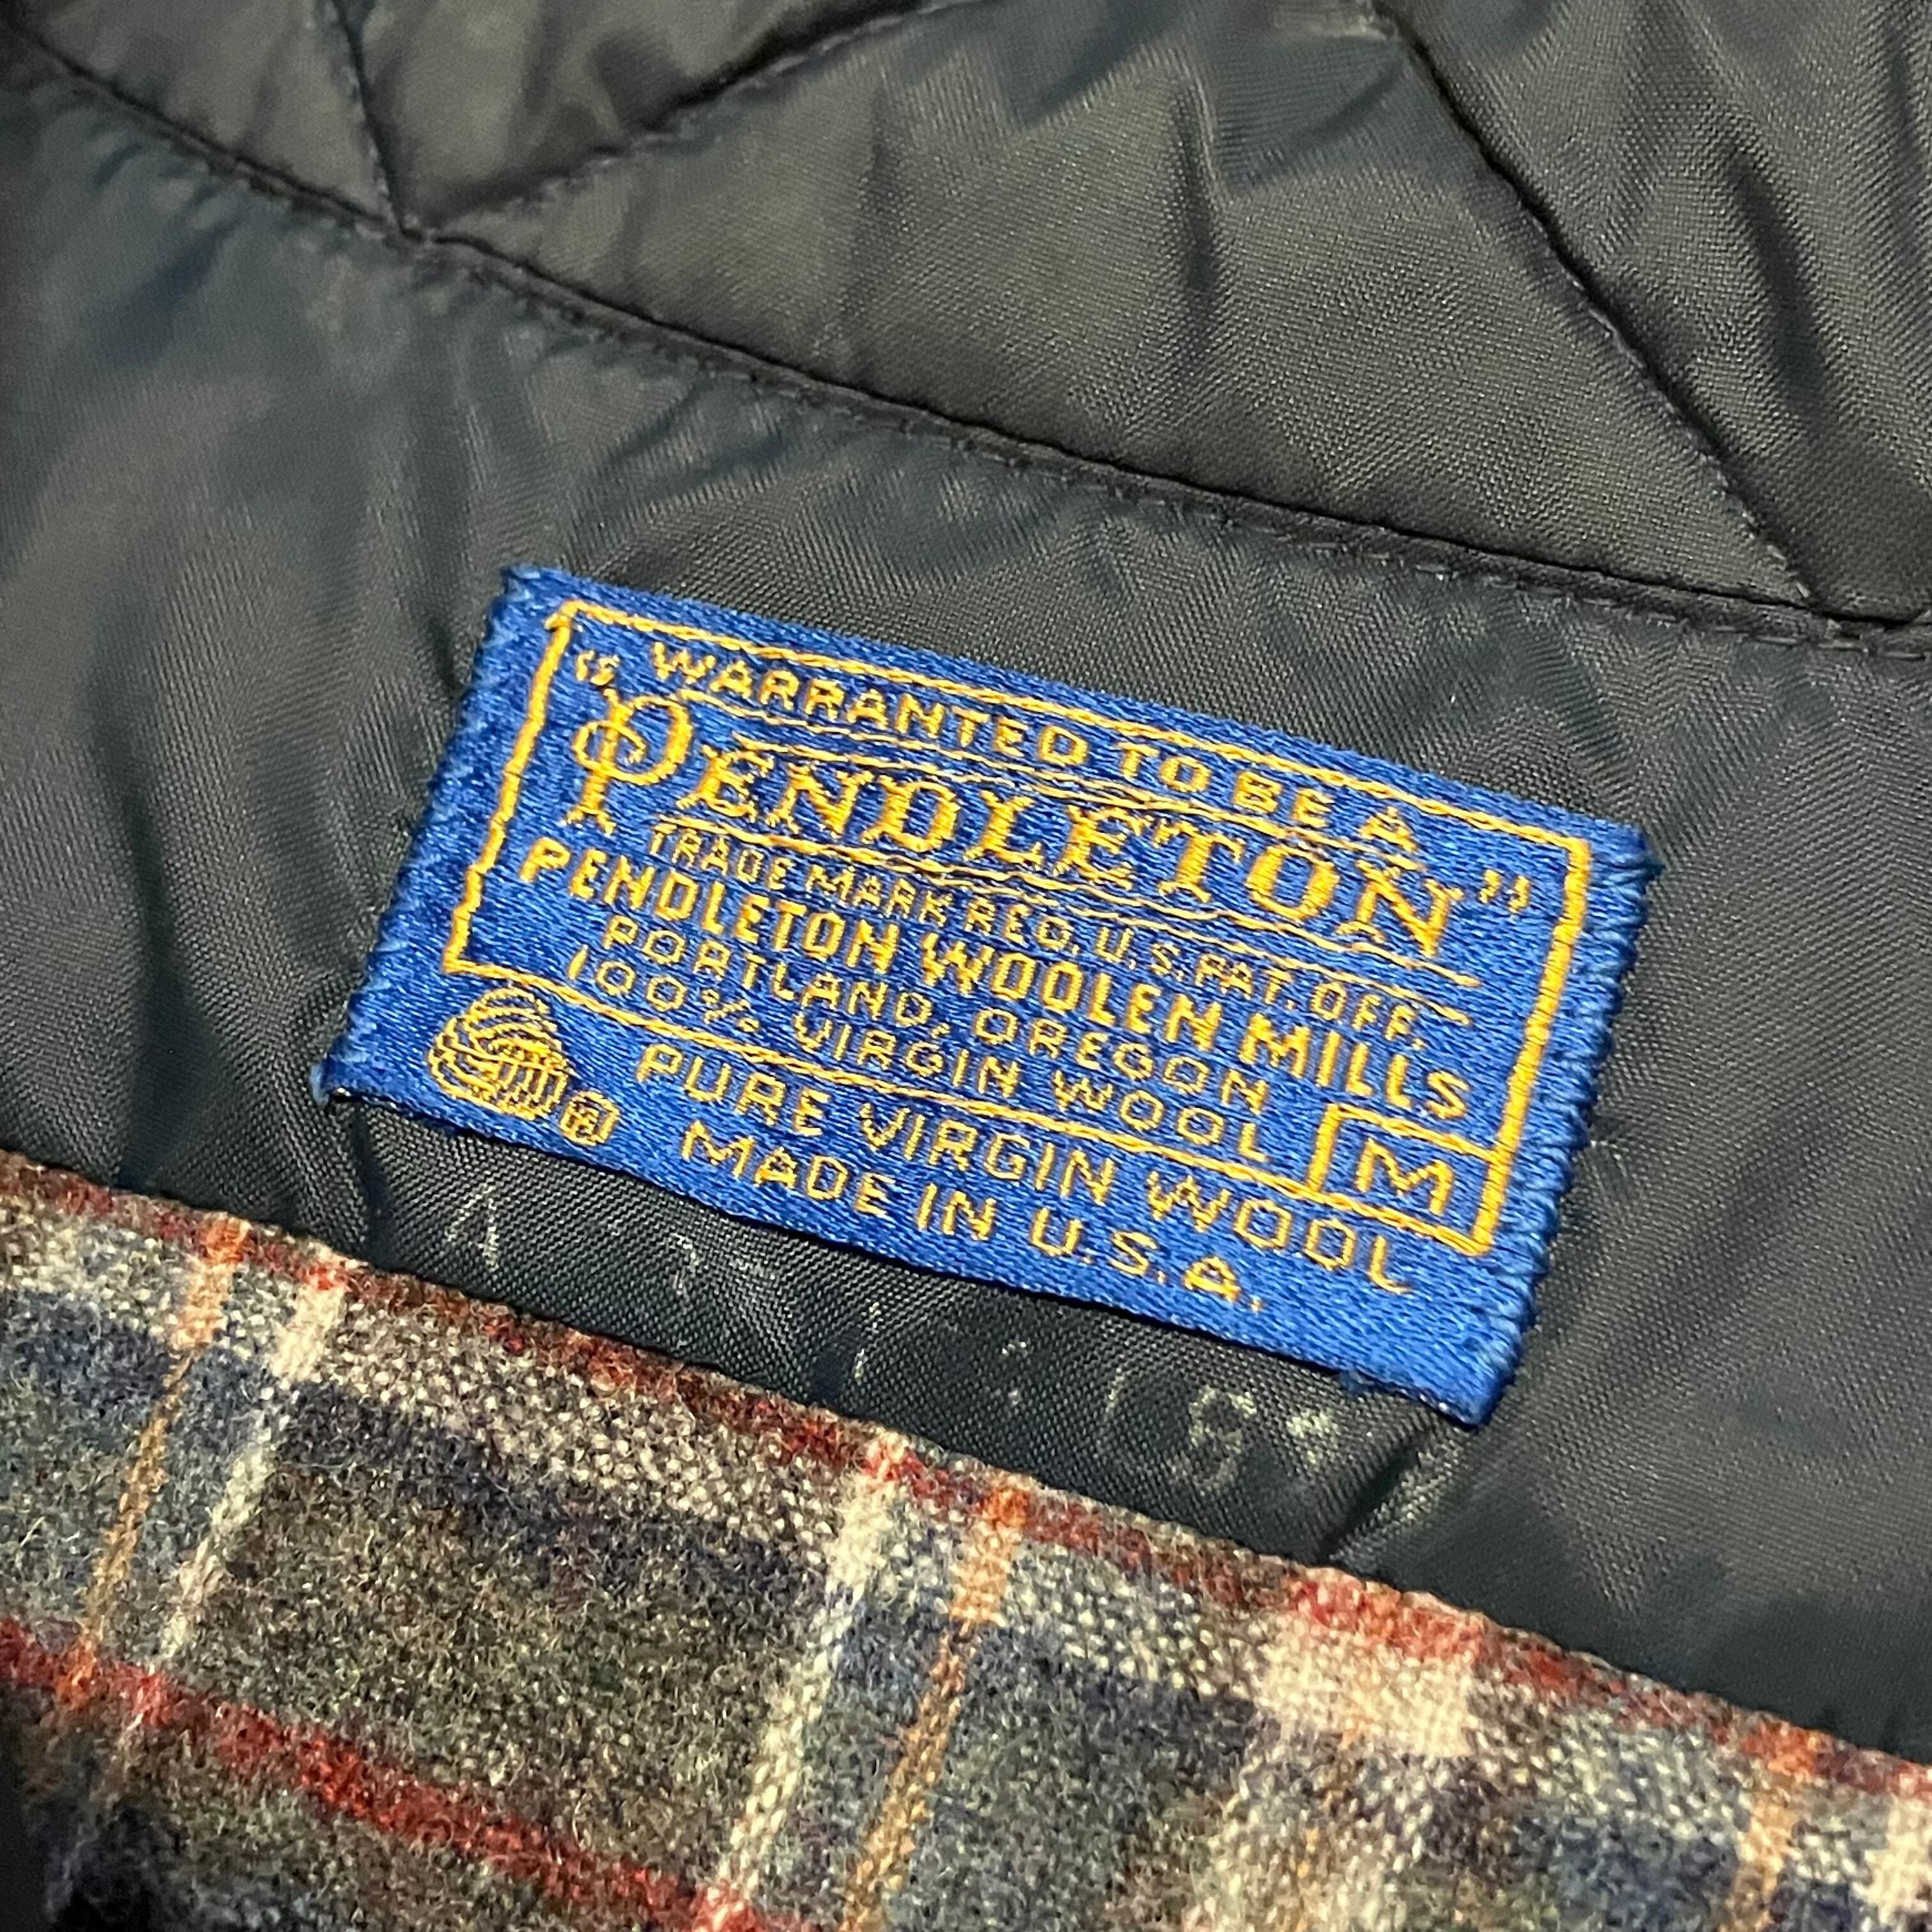 WARRANTED TO BE A
"PENDLETON"
TRADE MARK REG. U.S. PAT. OFF.
PENDLETON WOOLEN MILLS
PORTLAND, OREGON
100% VIRGIN WOOL
M
PURE VIRGIN WOOL
® MADE IN U.S.A.